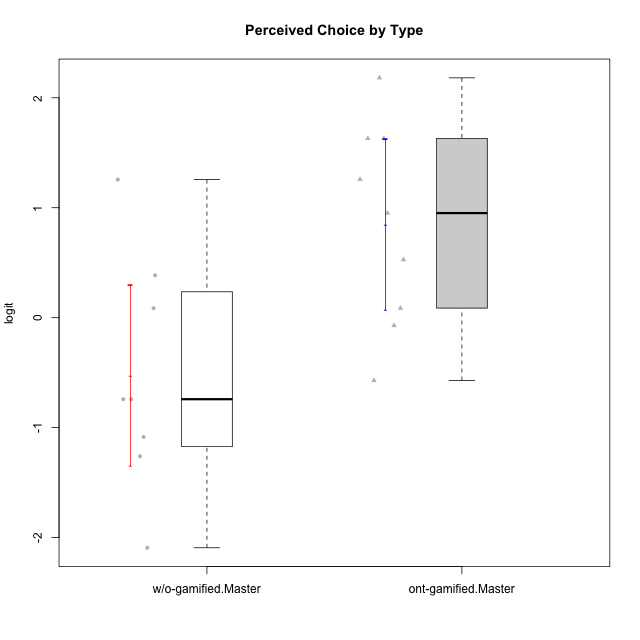 Perceived Choice by Type
logit
2
1
0
-1
-2
w/o-gamified.Master
ont-gamified.Master